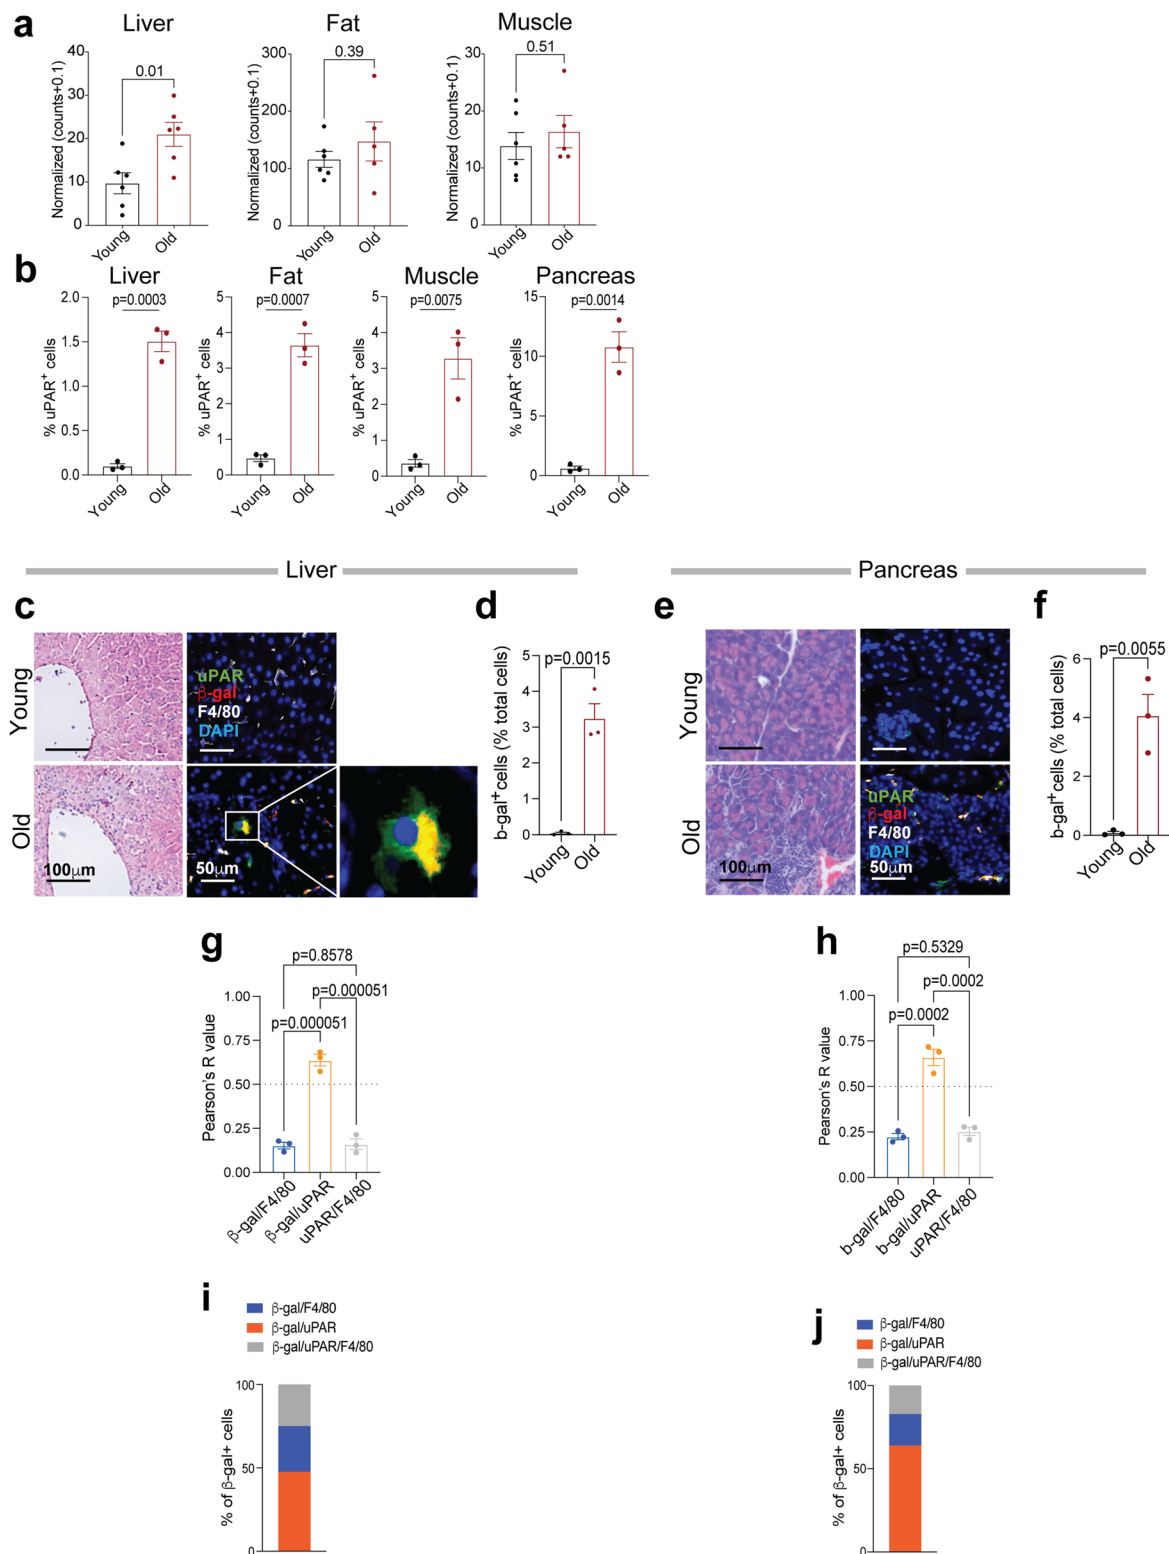 a
Liver
Fat
Muscle
Normalized (counts+0.1)
40
30
20
10
0
0.01
Young
Old
Normalized (counts+0.1)
300
200
100
0
0.39
Young
Old
Normalized (counts+0.1)
30
20
10
0
0.51
Young
Old
b
Liver
Fat
Muscle
Pancreas
% uPAR+ cells
2.0
1.5
1.0
0.5
0.0
p=0.0003
Young
Old
% uPAR+ cells
5
4
3
2
1
0
p=0.0007
Young
Old
% uPAR+ cells
5
4
3
2
1
0
p=0.0075
Young
Old
% uPAR+ cells
15
10
5
0
p=0.0014
Young
Old
Liver
Pancreas
c
Young
uPAR
β-gal
F4/80
DAPI
Old
100μm
50μm
d
b-gal+ cells (% total cells)
5
4
3
2
1
0
p=0.0015
Young
Old
e
Young
Old
100μm
uPAR
β-gal
F4/80
DAPI
50μm
f
b-gal+ cells (% total cells)
6
4
2
0
p=0.0055
Young
Old
g
p=0.8578
p=0.000051
p=0.000051
Pearson's R value
1.00
0.75
0.50
0.25
0.00
β-gal/F4/80
β-gal/uPAR
uPAR/F4/80
h
p=0.5329
p=0.0002
p=0.0002
Pearson's R value
1.00
0.75
0.50
0.25
0.00
b-gal/F4/80
b-gal/uPAR
uPAR/F4/80
i
β-gal/F4/80
β-gal/uPAR
β-gal/uPAR/F4/80
% of β-gal+ cells
100
50
0
j
β-gal/F4/80
β-gal/uPAR
β-gal/uPAR/F4/80
% of β-gal+ cells
100
50
0